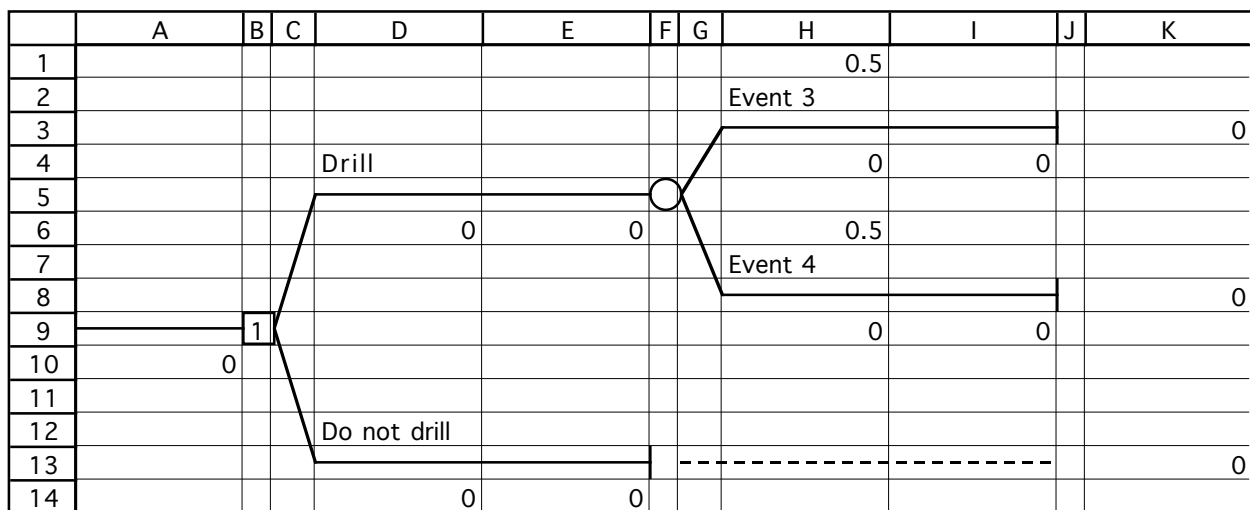 A B C D E F G H I J K
1 0.5
2 Event 3
3 0
4 Drill 0 0
5
6 0 0 0.5
7 Event 4
8 0
9 1 0 0
10 0
11
12 Do not drill
13 0
14 0 0